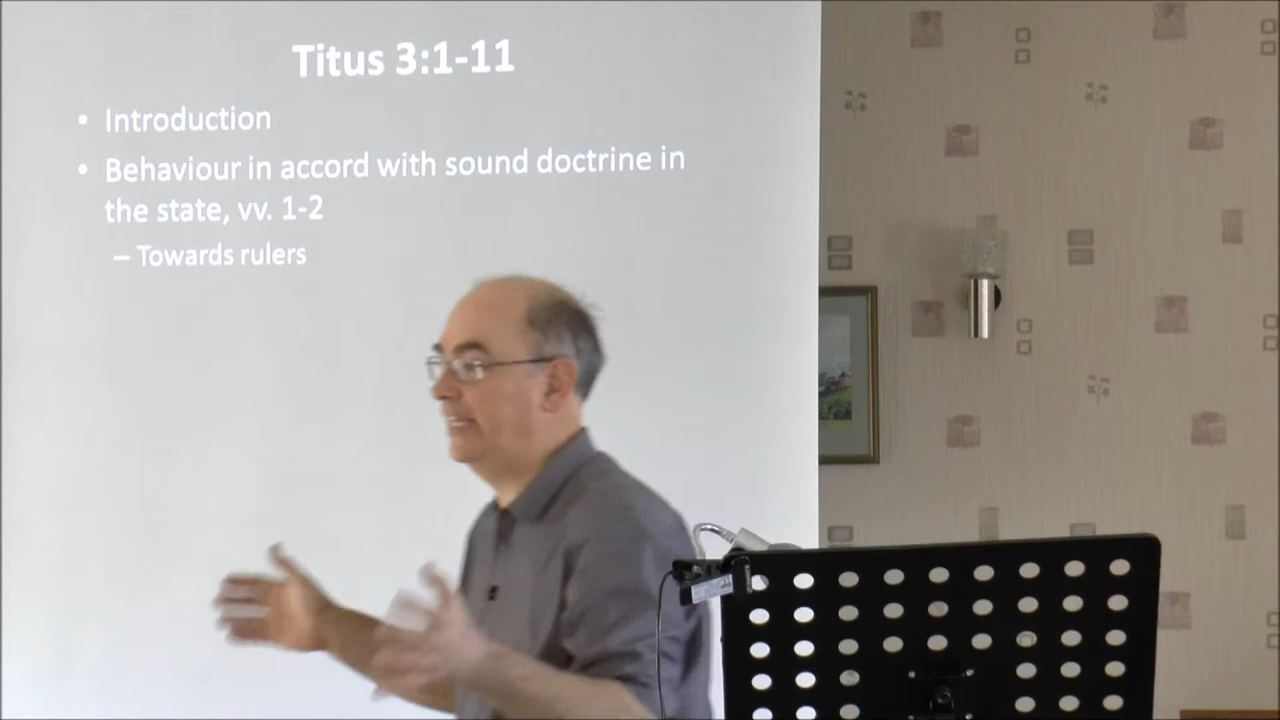 Titus 3:1-11
• Introduction
• Behaviour in accord with sound doctrine in
the state, vv. 1-2
– Towards rulers